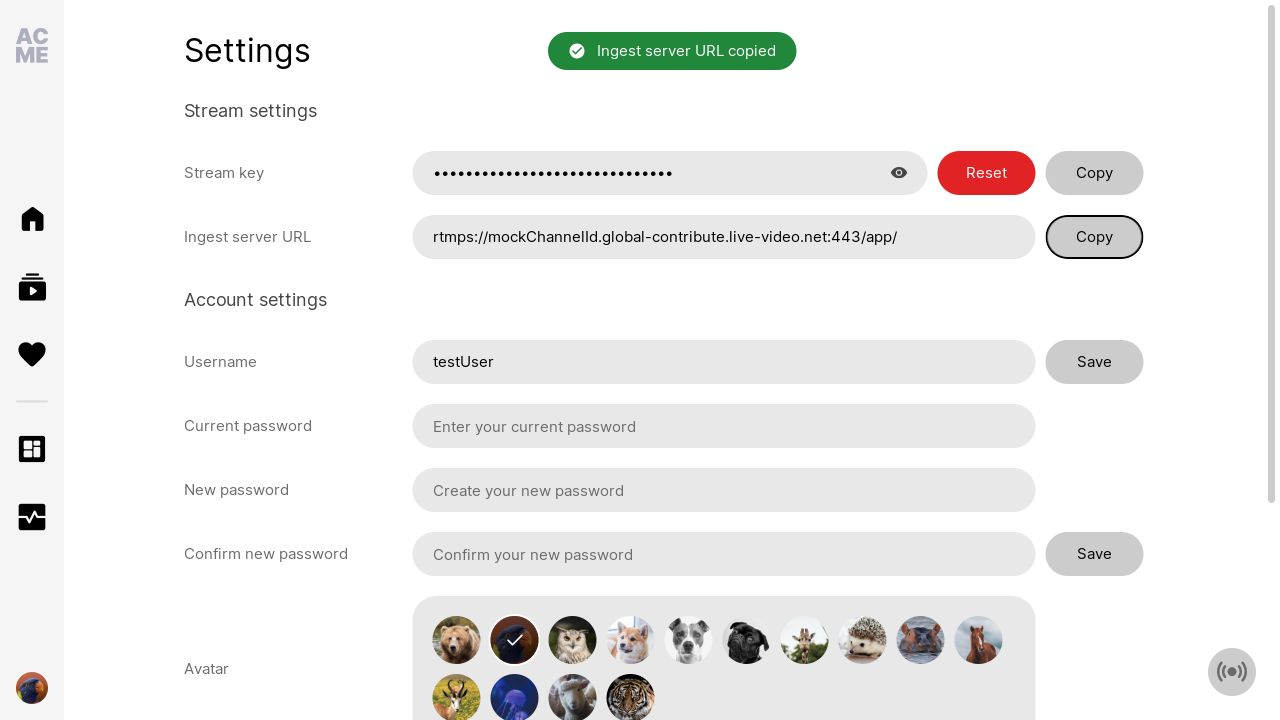 AC
ME
Settings
Ingest server URL copied
Stream settings
Stream key
••••••••••••••••••••••••••••••
Reset
Copy
Ingest server URL
rtmps://mockChannelId.global-contribute.live-video.net:443/app/
Copy
Account settings
Username
testUser
Save
Current password
Enter your current password
New password
Create your new password
Confirm new password
Confirm your new password
Save
Avatar